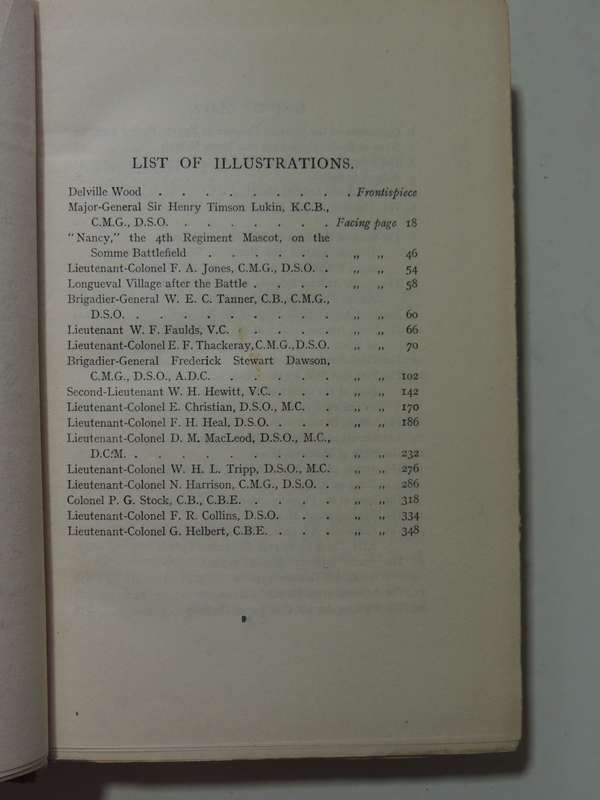 LIST OF ILLUSTRATIONS.
Delville Wood . . . . . . . . . Frontispiece
Major-General Sir Henry Timson Lukin, K.C.B.,
C.M.G., D.S.O. . . . . . . . Facing page 18
"Nancy," the 4th Regiment Mascot, on the
Somme Battlefield . . . . . . „ „ 46
Lieutenant-Colonel F. A. Jones, C.M.G., D.S.O. . „ „ 54
Longueval Village after the Battle . . . . „ „ 58
Brigadier-General W. E. C. Tanner, C.B., C.M.G.,
D.S.O. . . . . . . . . . „ „ 60
Lieutenant W. F. Faulds, V.C. . . . . . „ „ 66
Lieutenant-Colonel E. F. Thackeray, C.M.G., D.S.O. „ „ 70
Brigadier-General Frederick Stewart Dawson,
C.M.G., D.S.O., A.D.C. . . . . . „ „ 102
Second-Lieutenant W. H. Hewitt, V.C. . . . „ „ 142
Lieutenant-Colonel E. Christian, D.S.O., M.C. . „ „ 170
Lieutenant-Colonel F. H. Heal, D.S.O. . . . „ „ 186
Lieutenant-Colonel D. M. MacLeod, D.S.O., M.C.,
D.C.M. . . . . . . . . . „ „ 232
Lieutenant-Colonel W. H. L. Tripp, D.S.O., M.C. „ „ 276
Lieutenant-Colonel N. Harrison, C.M.G., D.S.O. . „ „ 286
Colonel P. G. Stock, C.B., C.B.E. . . . . „ „ 318
Lieutenant-Colonel F. R. Collins, D.S.O. . . . „ „ 334
Lieutenant-Colonel G. Helbert, C.B.E. . . . „ „ 348